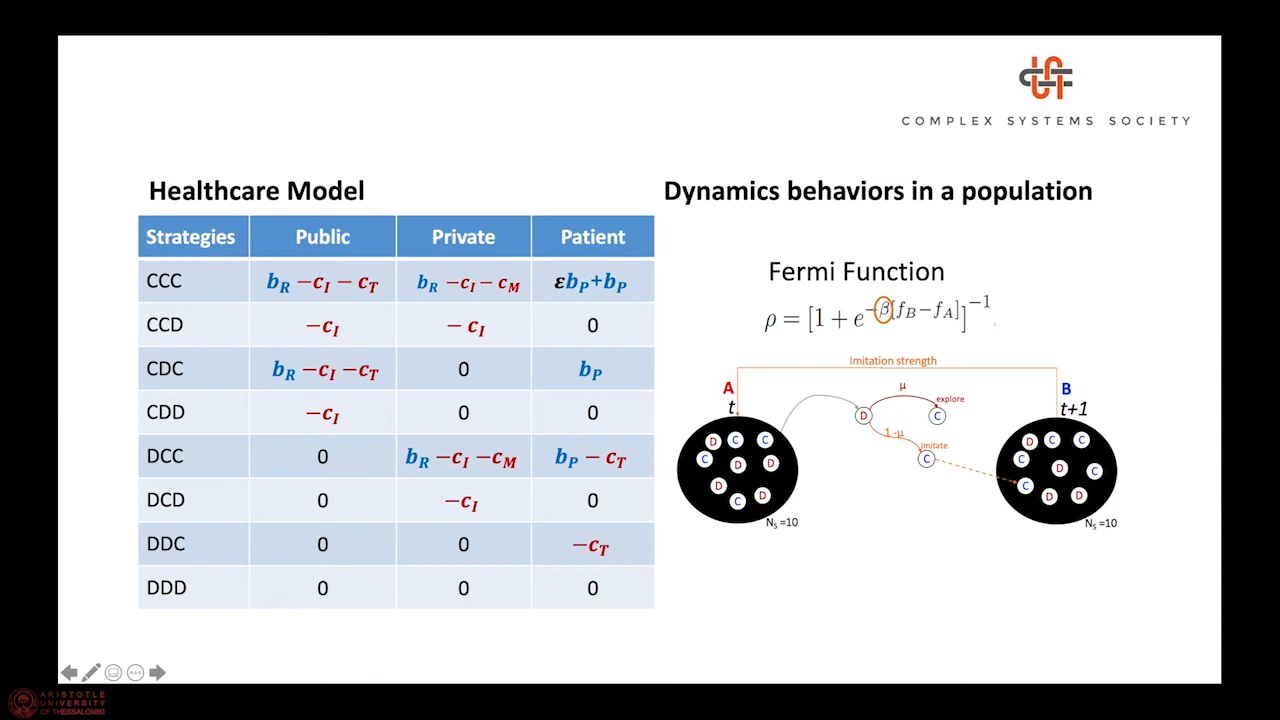 COMPLEX SYSTEMS SOCIETY
Healthcare Model
Strategies Public Private Patient
CCC b_R − c_I − c_T b_R − c_I − c_M εb_P + b_P
CCD −c_I −c_I 0
CDC b_R − c_I − c_T 0 b_P
CDD −c_I 0 0
DCC 0 b_R − c_I − c_M b_P − c_T
DCD 0 −c_I 0
DDC 0 0 −c_T
DDD 0 0 0
Dynamics behaviors in a population
Fermi Function
ρ = [1 + e^{−β[f_B−f_A]}]^{−1}.
Imitation strength
A
t
μ
explore
D
C
1 -μ
imitate
C
B
t+1
D C C
C D D
D C D
N_S =10
D C C
C D C
C D D
N_S =10
ARISTOTLE
UNIVERSITY
OF THESSALONIKI